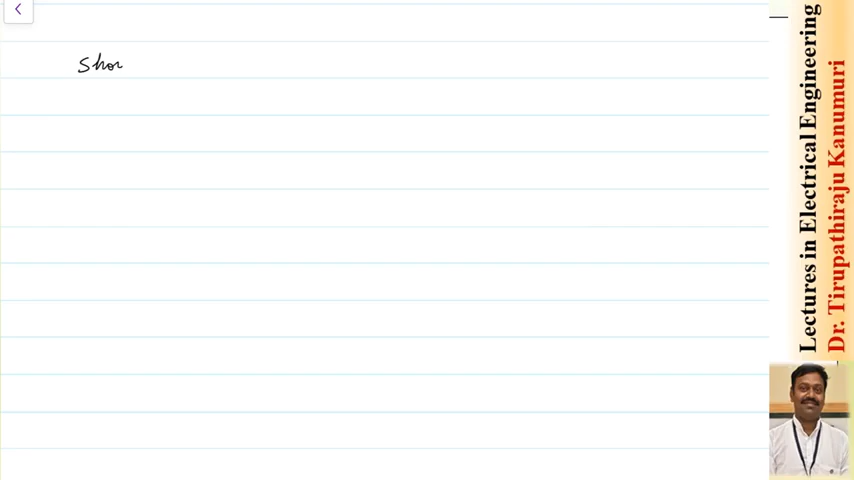 Shor
Lectures in Electrical Engineering
Dr. Tirupathiraju Kanumuri